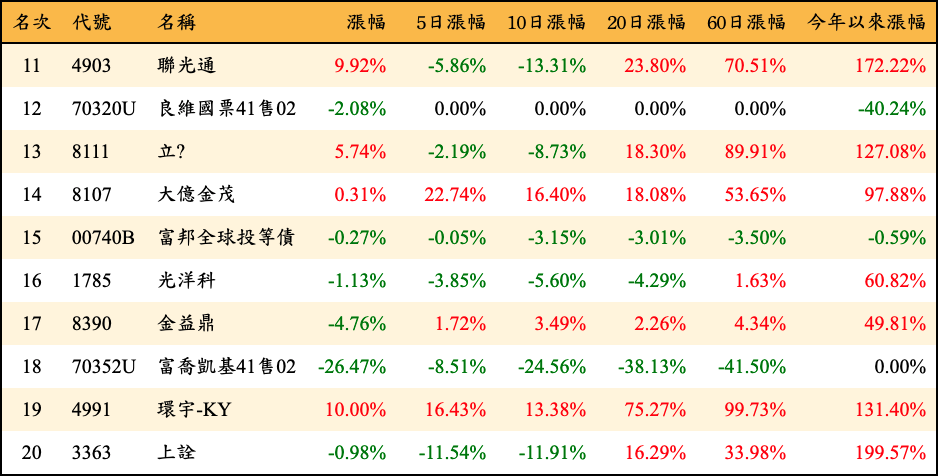 名次 代號 名稱 漲幅 5日漲幅 10日漲幅 20日漲幅 60日漲幅 今年以來漲幅
11 4903 聯光通 9.92% -5.86% -13.31% 23.80% 70.51% 172.22%
12 70320U 良維國票41售02 -2.08% 0.00% 0.00% 0.00% 0.00% -40.24%
13 8111 立? 5.74% -2.19% -8.73% 18.30% 89.91% 127.08%
14 8107 大億金茂 0.31% 22.74% 16.40% 18.08% 53.65% 97.88%
15 00740B 富邦全球投等債 -0.27% -0.05% -3.15% -3.01% -3.50% -0.59%
16 1785 光洋科 -1.13% -3.85% -5.60% -4.29% 1.63% 60.82%
17 8390 金益鼎 -4.76% 1.72% 3.49% 2.26% 4.34% 49.81%
18 70352U 富喬凱基41售02 -26.47% -8.51% -24.56% -38.13% -41.50% 0.00%
19 4991 環宇-KY 10.00% 16.43% 13.38% 75.27% 99.73% 131.40%
20 3363 上詮 -0.98% -11.54% -11.91% 16.29% 33.98% 199.57%